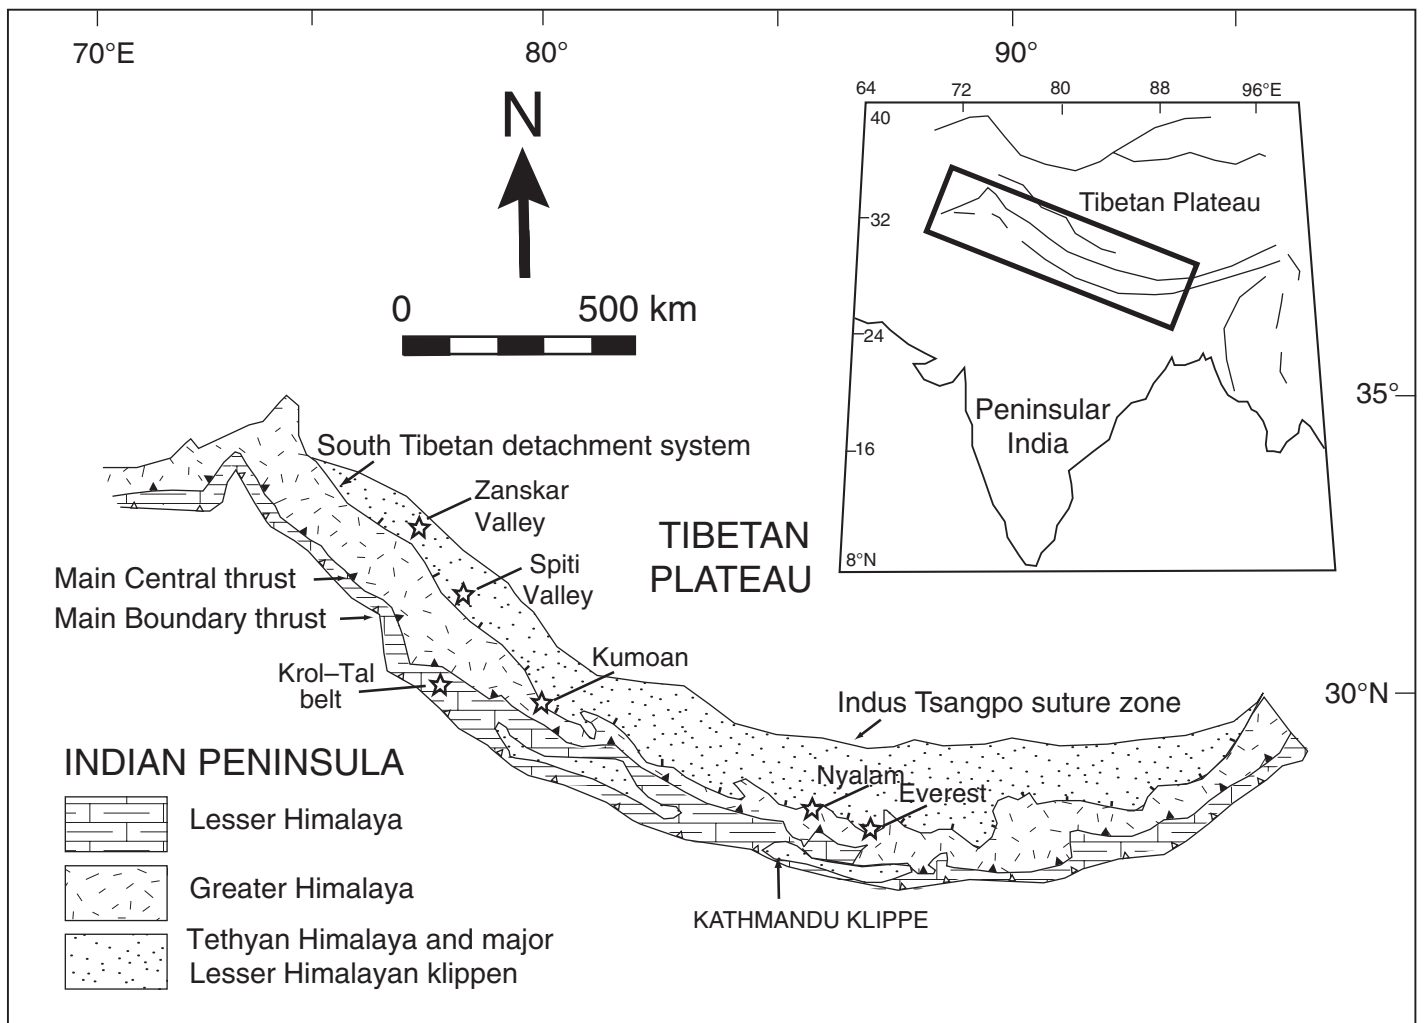 70°E
80°
90°
N
0
500 km
64
72
80
88
96°E
40
32
24
16
8°N
Tibetan Plateau
Peninsular
India
35°
South Tibetan detachment system
Zanskar
Valley
TIBETAN
PLATEAU
Spiti
Valley
Main Central thrust
Main Boundary thrust
Krol–Tal
belt
Kumoan
30°N
Indus Tsangpo suture zone
Nyalam
Everest
KATHMANDU KLIPPE
INDIAN PENINSULA
Lesser Himalaya
Greater Himalaya
Tethyan Himalaya and major
Lesser Himalayan klippen